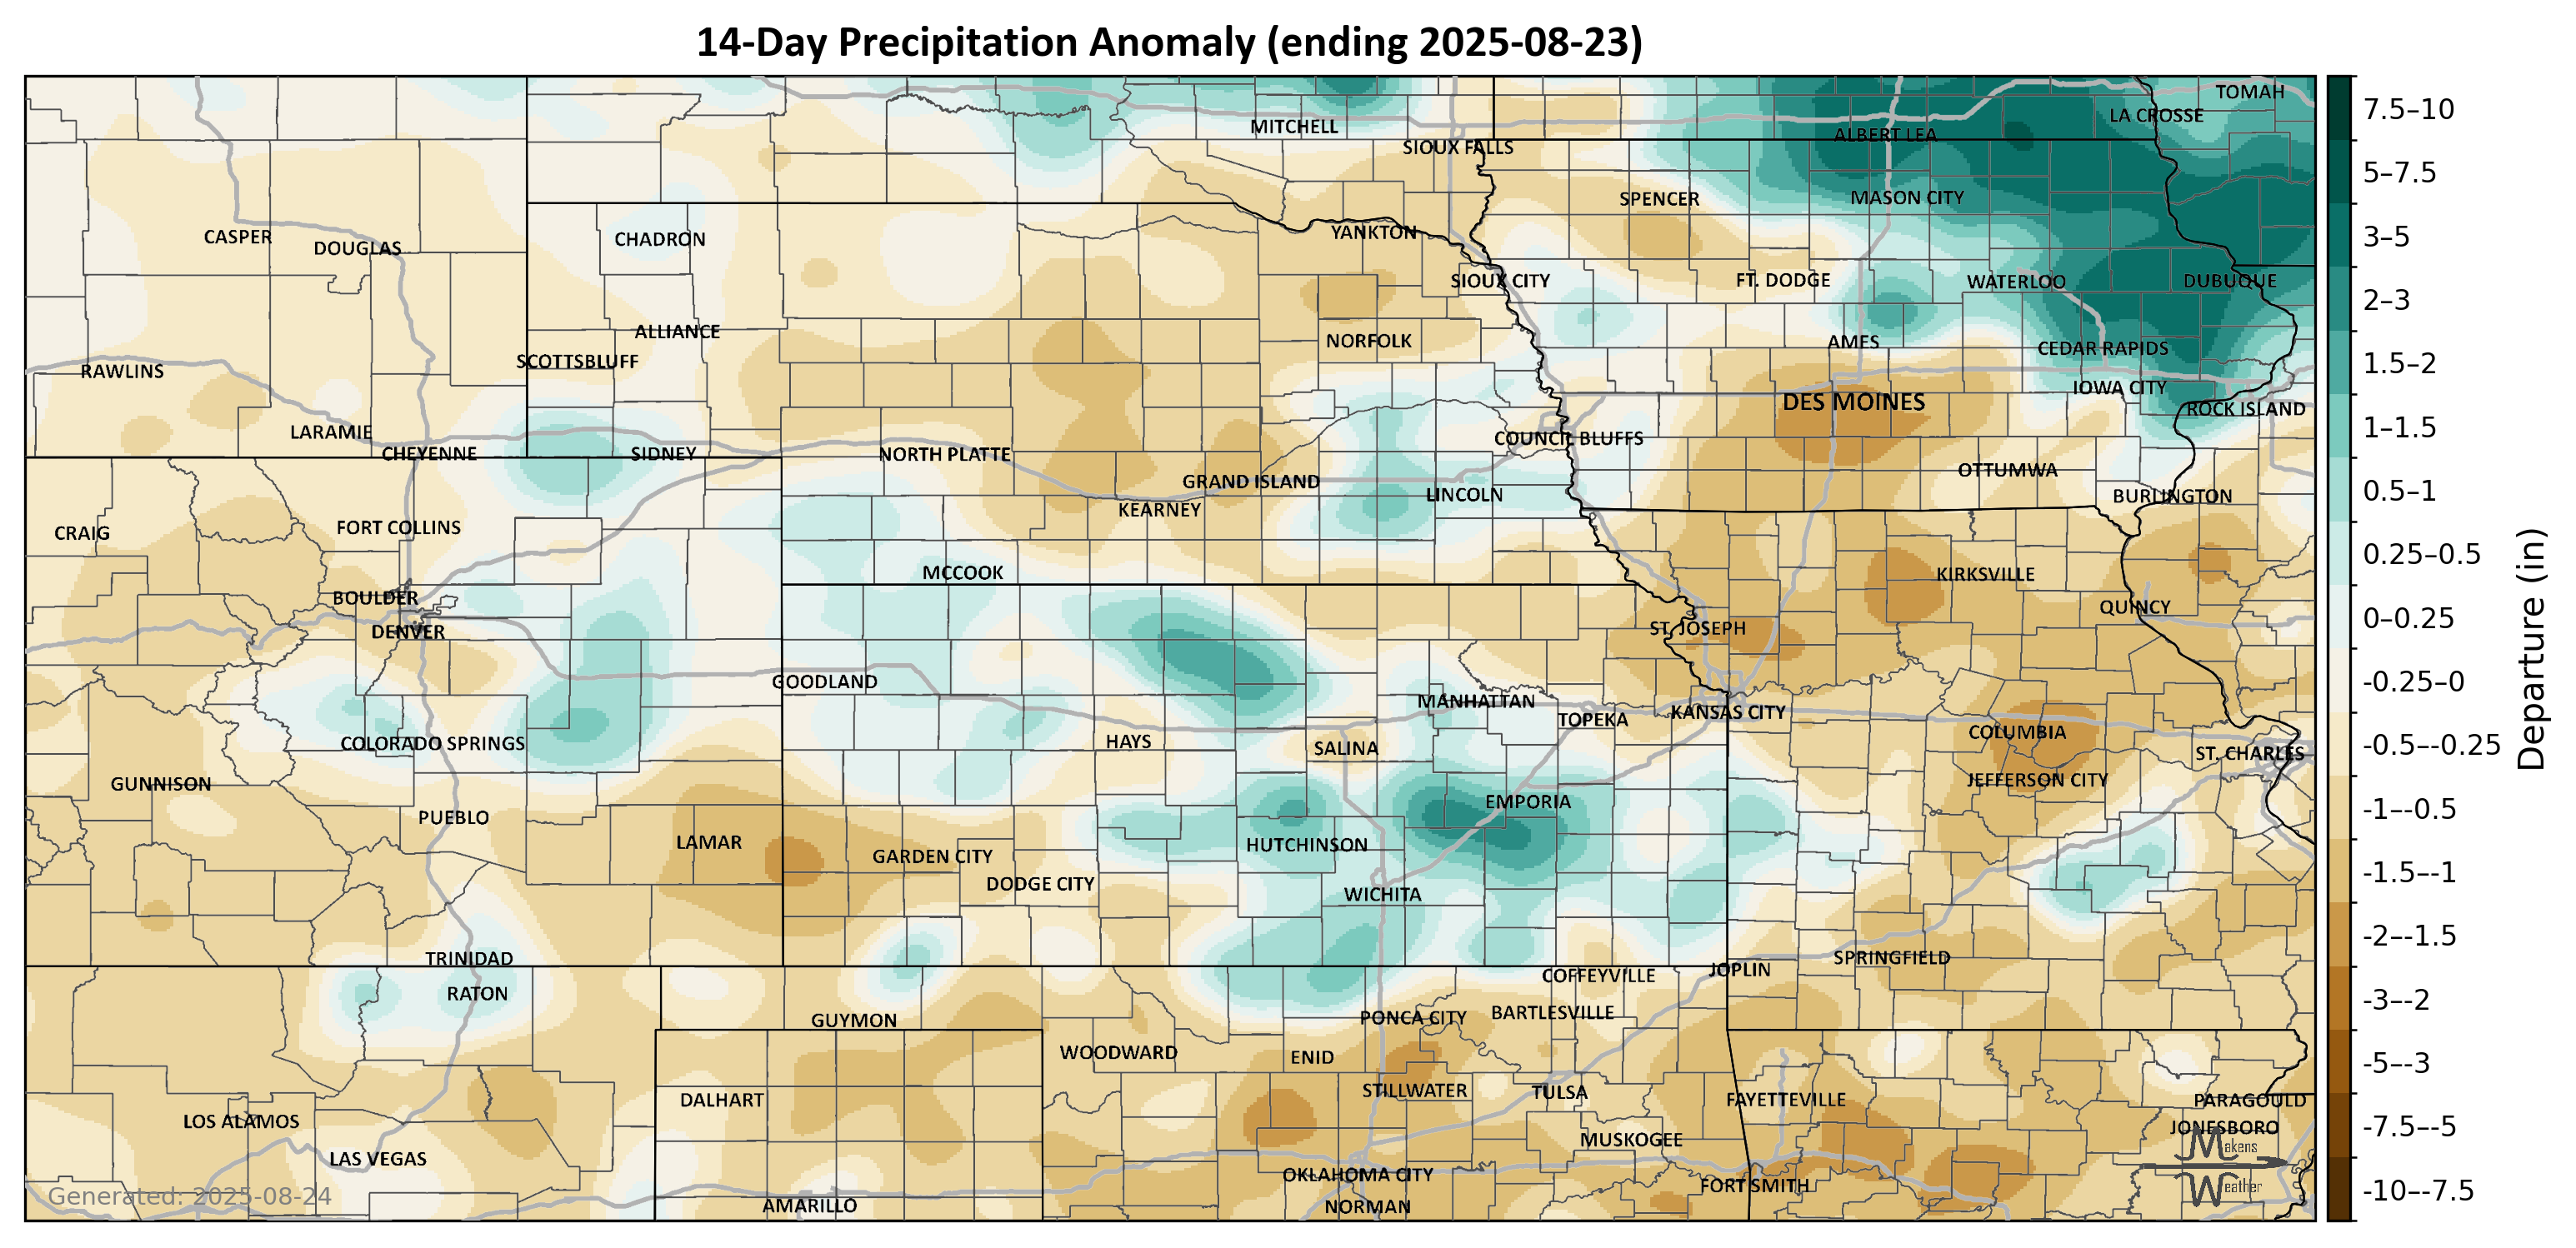 14-Day Precipitation Anomaly (ending 2025-08-23)
TOMAH
LA CROSSE
MITCHELL
ALBERT LEA
SIOUX FALLS
SPENCER
MASON CITY
CASPER
DOUGLAS
CHADRON
YANKTON
SIOUX CITY
FT. DODGE
WATERLOO
DUBUQUE
ALLIANCE
NORFOLK
AMES
CEDAR RAPIDS
SCOTTSBLUFF
RAWLINS
IOWA CITY
DES MOINES
ROCK ISLAND
LARAMIE
COUNCIL BLUFFS
CHEYENNE
SIDNEY
NORTH PLATTE
OTTUMWA
GRAND ISLAND
LINCOLN
BURLINGTON
KEARNEY
CRAIG
FORT COLLINS
MCCOOK
KIRKSVILLE
BOULDER
QUINCY
DENVER
ST. JOSEPH
GOODLAND
MANHATTAN
TOPEKA
KANSAS CITY
COLUMBIA
COLORADO SPRINGS
HAYS
SALINA
ST. CHARLES
GUNNISON
JEFFERSON CITY
EMPORIA
PUEBLO
LAMAR
HUTCHINSON
GARDEN CITY
DODGE CITY
WICHITA
TRINIDAD
SPRINGFIELD
JOPLIN
COFFEYVILLE
RATON
BARTLESVILLE
GUYMON
PONCA CITY
WOODWARD
ENID
STILLWATER
TULSA
DALHART
FAYETTEVILLE
PARAGOULD
LOS ALAMOS
JONESBORO
MUSKOGEE
LAS VEGAS
OKLAHOMA CITY
FORT SMITH
AMARILLO
NORMAN
Generated: 2025-08-24
Makens
Weather
7.5–10
5–7.5
3–5
2–3
1.5–2
1–1.5
0.5–1
0.25–0.5
0–0.25
-0.25–0
-0.5–-0.25
-1–-0.5
-1.5–-1
-2–-1.5
-3–-2
-5–-3
-7.5–-5
-10–-7.5
Departure (in)